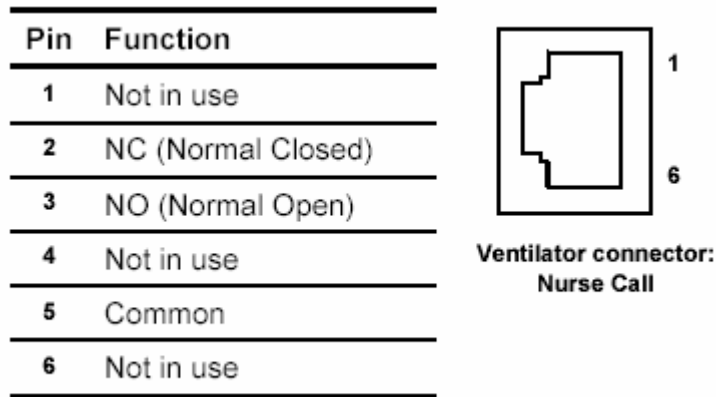 Pin Function
1 Not in use
2 NC (Normal Closed)
3 NO (Normal Open)
4 Not in use
5 Common
6 Not in use
1
6
Ventilator connector:
Nurse Call